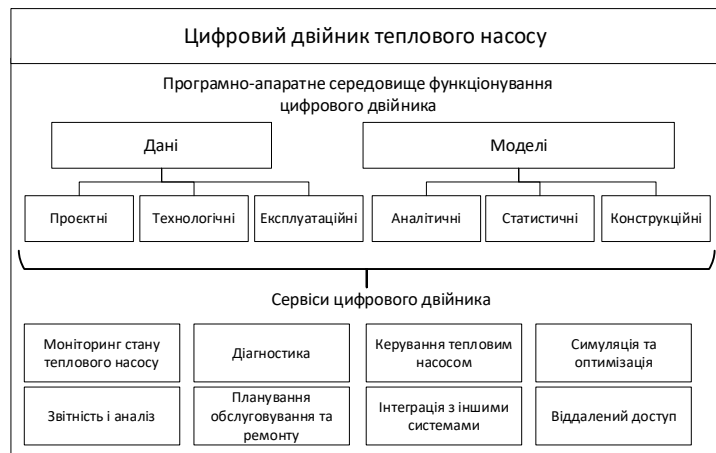 Цифровий двійник теплового насосу
Програмно-апаратне середовище функціонування
цифрового двійника
Дані
Моделі
Проєктні
Технологічні
Експлуатаційні
Аналітичні
Статистичні
Конструкційні
Сервіси цифрового двійника
Моніторинг стану
теплового насосу
Діагностика
Керування тепловим
насосом
Симуляція та
оптимізація
Звітність і аналіз
Планування
обслуговування та
ремонту
Інтеграція з іншими
системами
Віддалений доступ